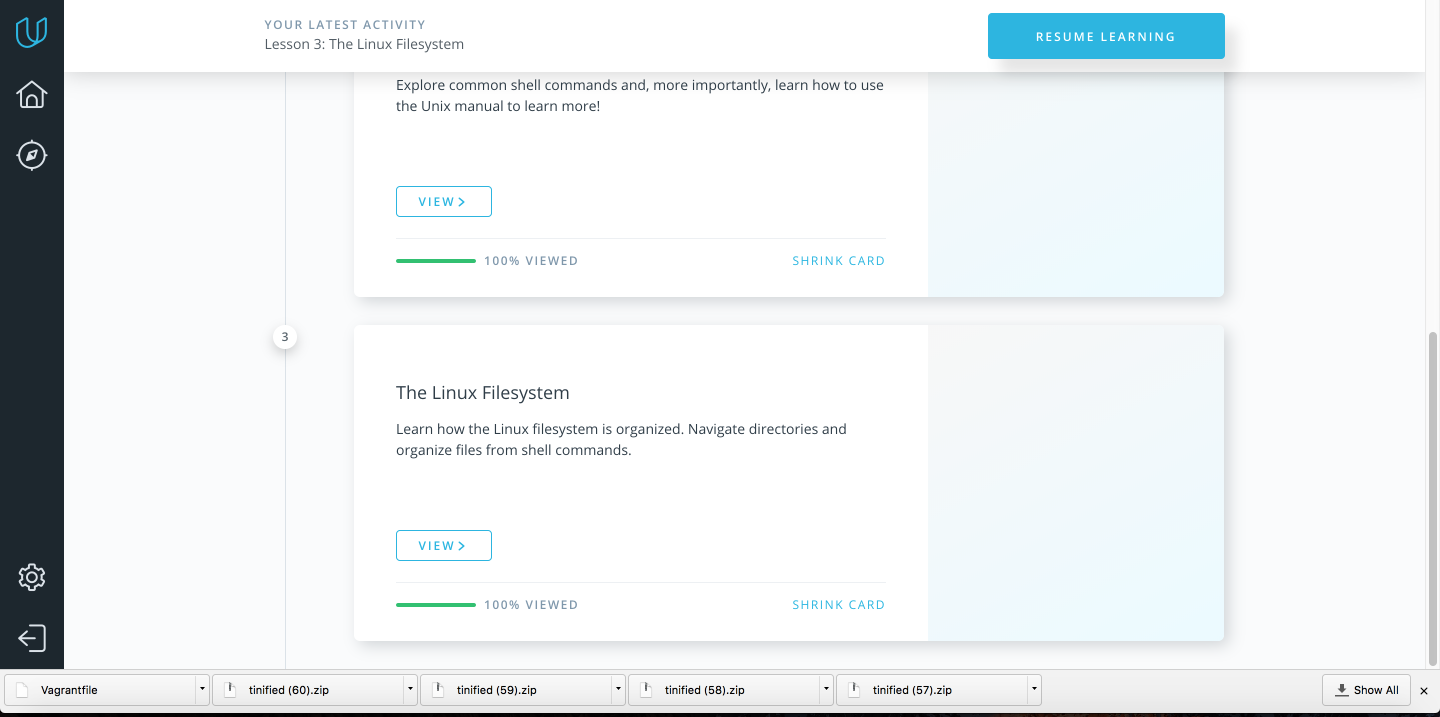 YOUR LATEST ACTIVITY
Lesson 3: The Linux Filesystem
RESUME LEARNING
Explore common shell commands and, more importantly, learn how to use
the Unix manual to learn more!
VIEW
100% VIEWED
SHRINK CARD
3
The Linux Filesystem
Learn how the Linux filesystem is organized. Navigate directories and
organize files from shell commands.
VIEW
100% VIEWED
SHRINK CARD
Vagrantfile
tinified (60).zip
tinified (59).zip
tinified (58).zip
tinified (57).zip
Show All